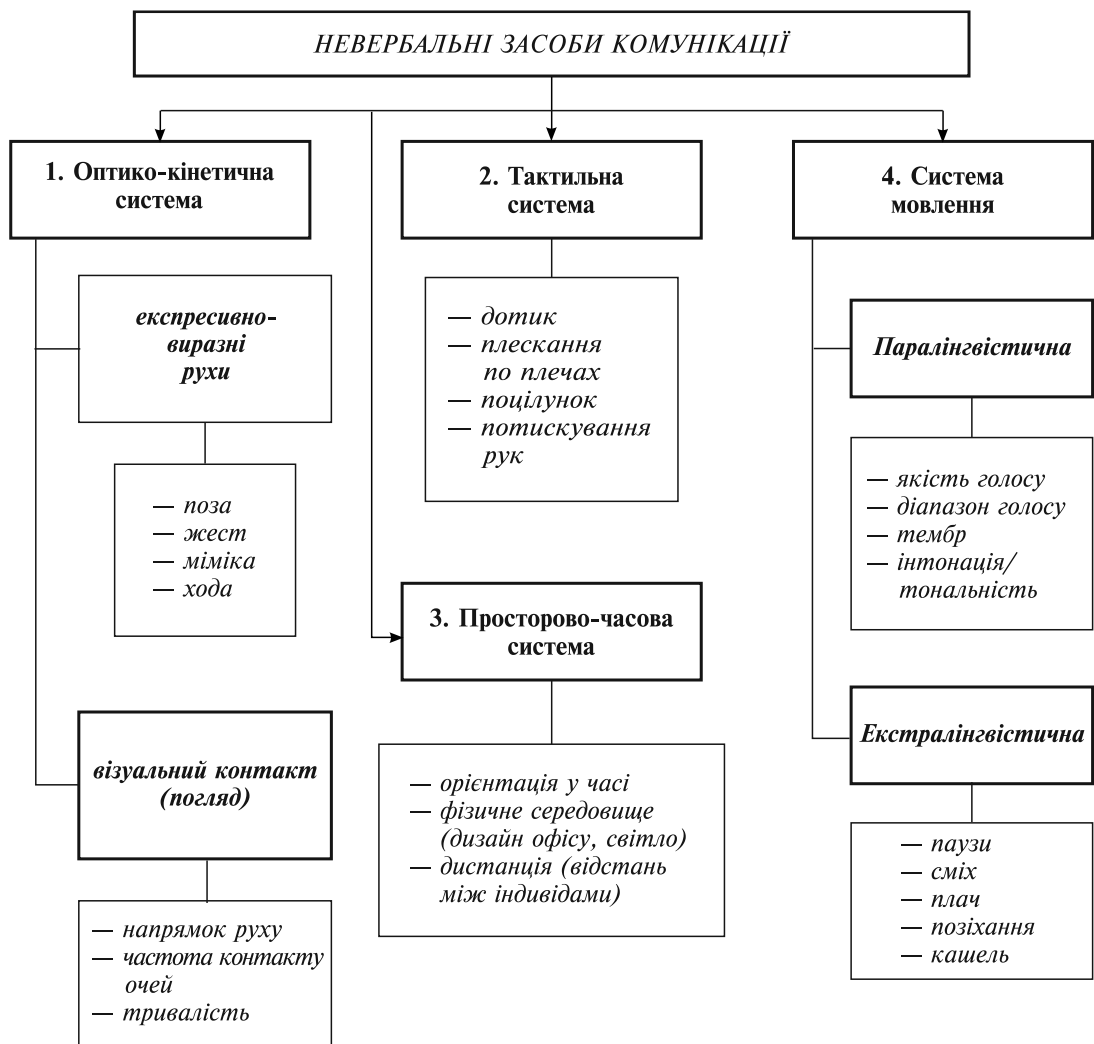 НЕВЕРБАЛЬНІ ЗАСОБИ КОМУНІКАЦІЇ
1. Оптико-кінетична
система
експресивно-
виразні
рухи
— поза
— жест
— міміка
— хода
візуальний контакт
(погляд)
— напрямок руху
— частота контакту
очей
— тривалість
2. Тактильна
система
— дотик
— плескання
по плечах
— поцілунок
— потискування
рук
3. Просторово-часова
система
— орієнтація у часі
— фізичне середовище
(дизайн офісу, світло)
— дистанція (відстань
між індивідами)
4. Система
мовлення
Паралінгвістична
— якість голосу
— діапазон голосу
— тембр
— інтонація/
тональність
Екстралінгвістична
— паузи
— сміх
— плач
— позіхання
— кашель